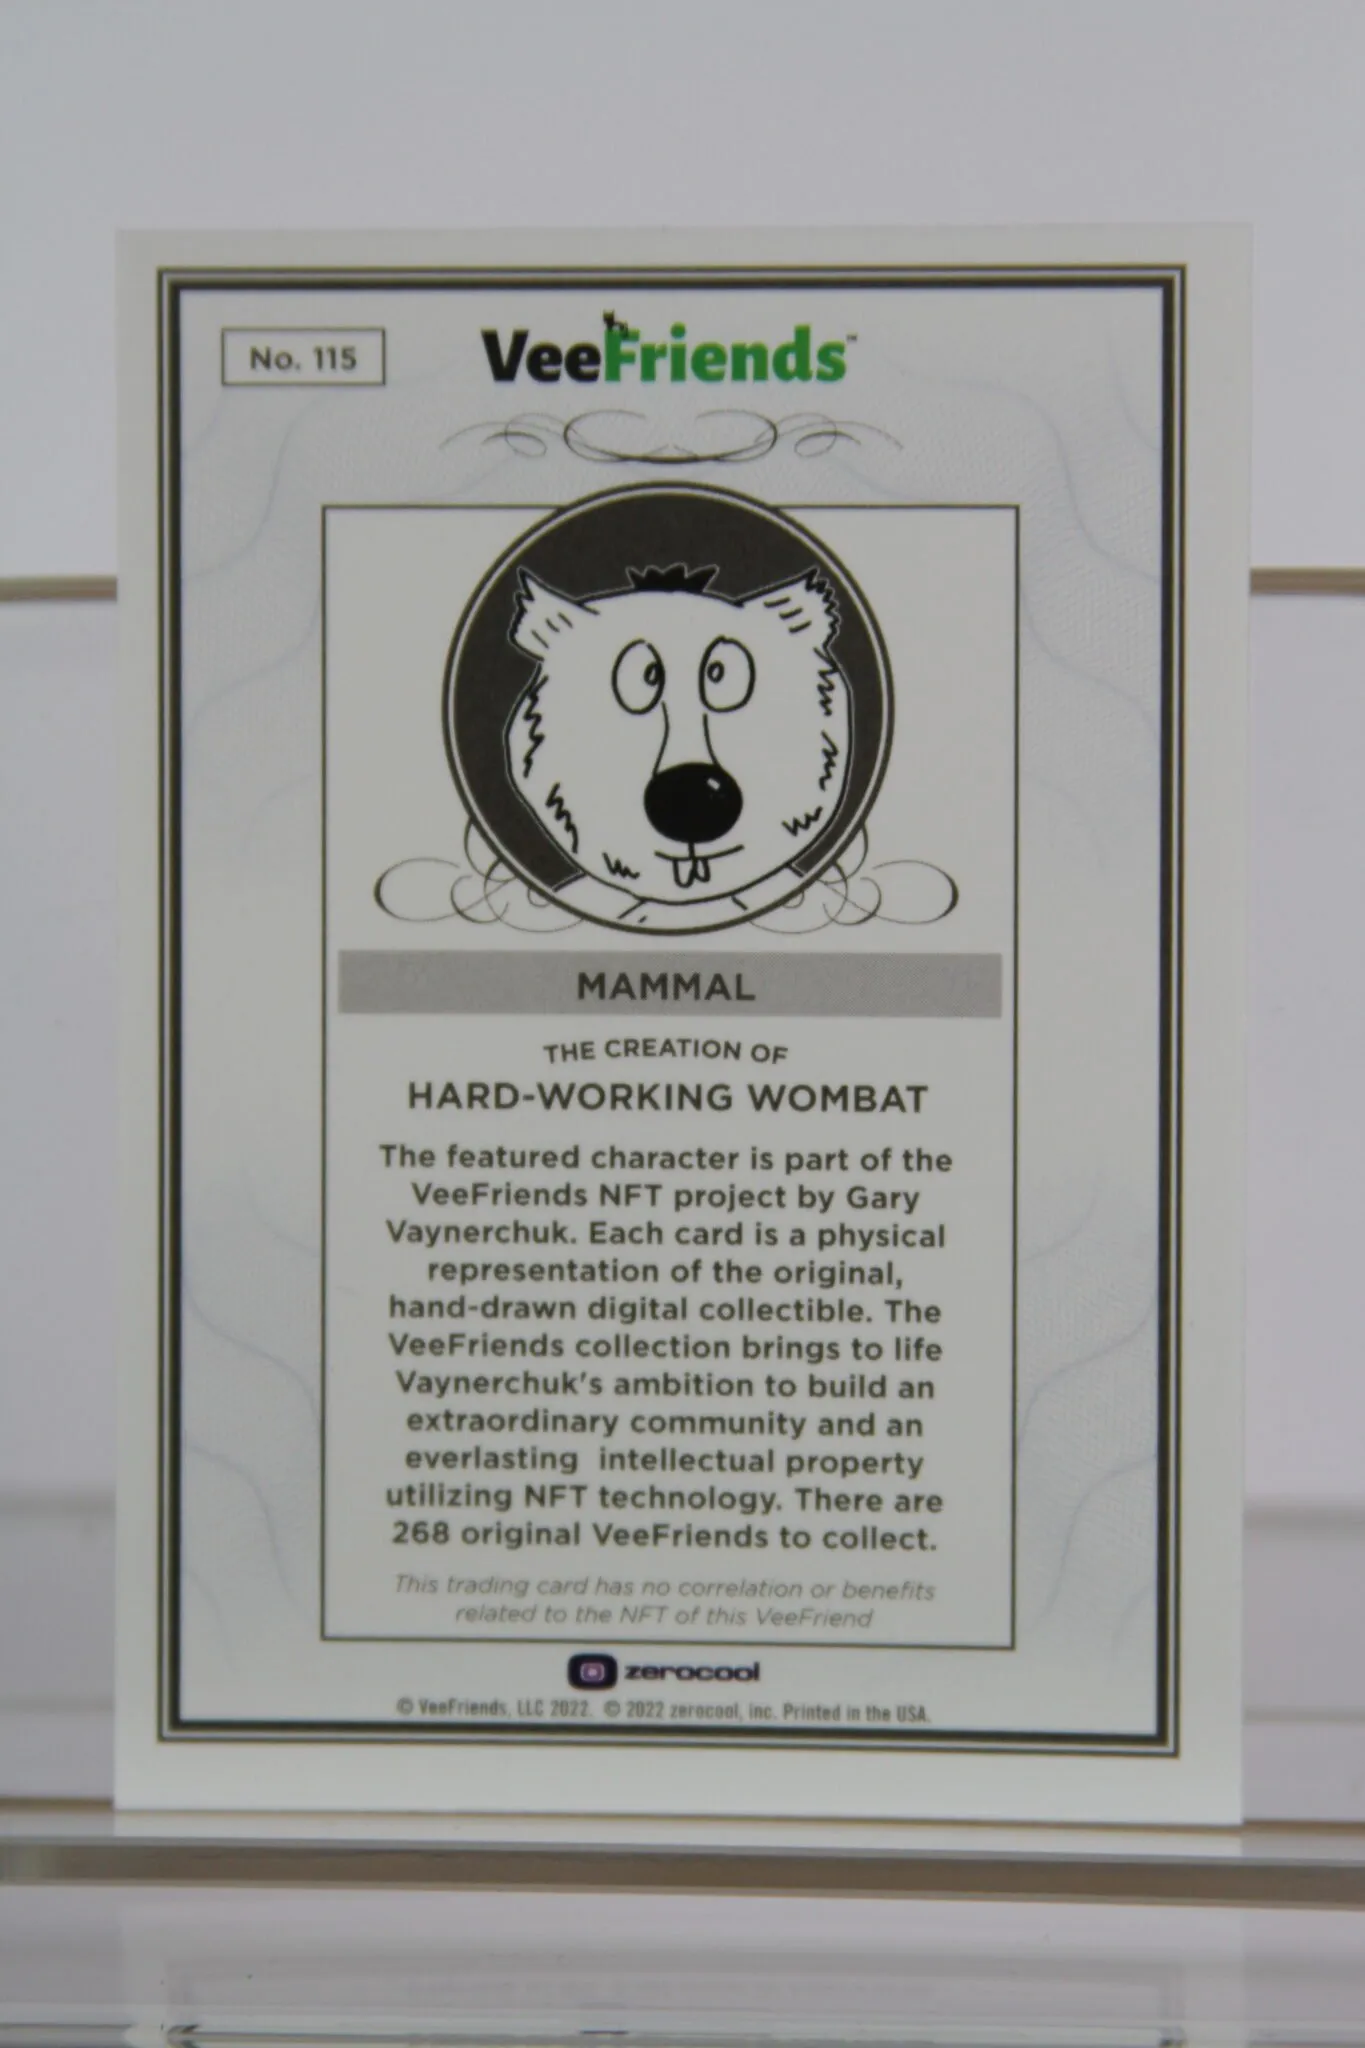 No. 115
VeeFriends™
MAMMAL
THE CREATION OF
HARD-WORKING WOMBAT
The featured character is part of the
VeeFriends NFT project by Gary
Vaynerchuk. Each card is a physical
representation of the original,
hand-drawn digital collectible. The
VeeFriends collection brings to life
Vaynerchuk's ambition to build an
extraordinary community and an
everlasting  intellectual property
utilizing NFT technology. There are
268 original VeeFriends to collect.
This trading card has no correlation or benefits
related to the NFT of this VeeFriend
zerocool
© VeeFriends, LLC 2022.  © 2022 zerocool, inc. Printed in the USA.